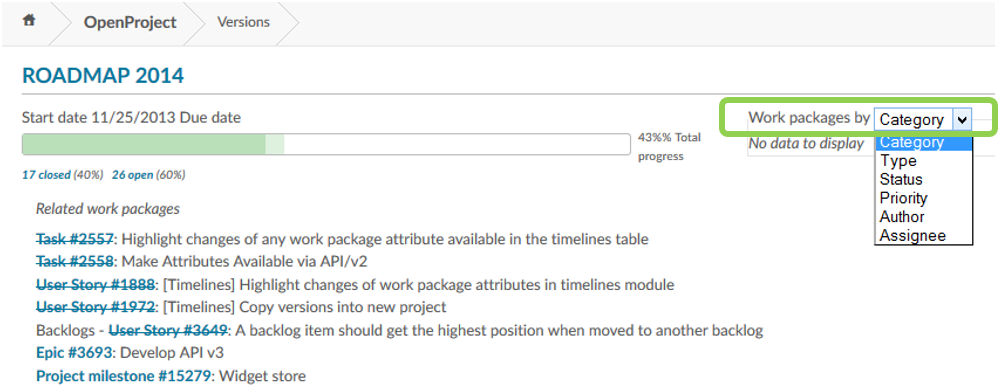 OpenProject Versions
ROADMAP 2014
Start date 11/25/2013 Due date
43%% Total
progress
17 closed (40%) 26 open (60%)
Work packages by Category
No data to display
Category
Type
Status
Priority
Author
Assignee
Related work packages
Task #2557: Highlight changes of any work package attribute available in the timelines table
Task #2558: Make Attributes Available via API/v2
User Story #1888: [Timelines] Highlight changes of work package attributes in timelines module
User Story #1972: [Timelines] Copy versions into new project
Backlogs - User Story #3649: A backlog item should get the highest position when moved to another backlog
Epic #3693: Develop API v3
Project milestone #15279: Widget store